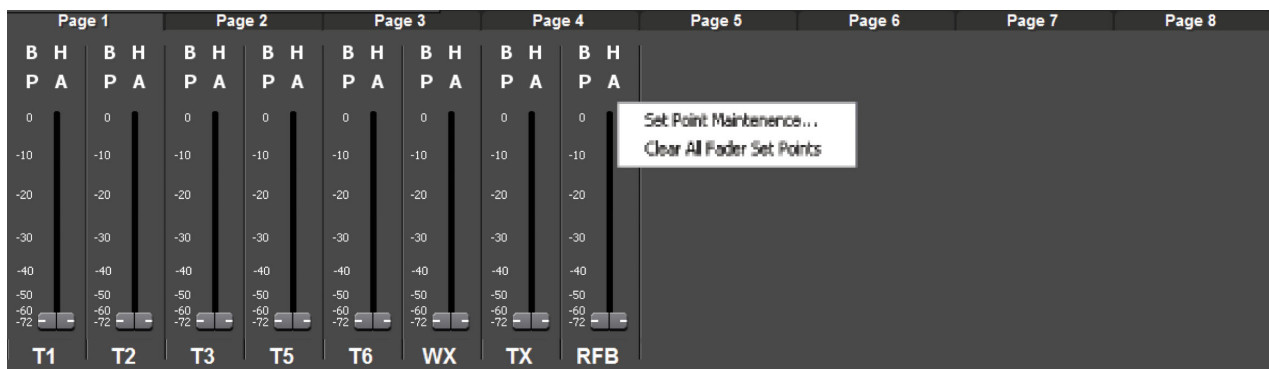 Page 1 Page 2 Page 3 Page 4 Page 5 Page 6 Page 7 Page 8
B H B H B H B H B H B H B H B H
P A P A P A P A P A P A P A P A
0 0 0 0 0 0 0 0
Set Point Maintenence...
-10 -10 -10 -10 -10 -10 -10 -10
Clear All Fader Set Points
-20 -20 -20 -20 -20 -20 -20 -20
-30 -30 -30 -30 -30 -30 -30 -30
-40 -40 -40 -40 -40 -40 -40 -40
-50 -50 -50 -50 -50 -50 -50 -50
-60 -60 -60 -60 -60 -60 -60 -60
-72 -72 -72 -72 -72 -72 -72 -72
T1 T2 T3 T5 T6 WX TX RFB